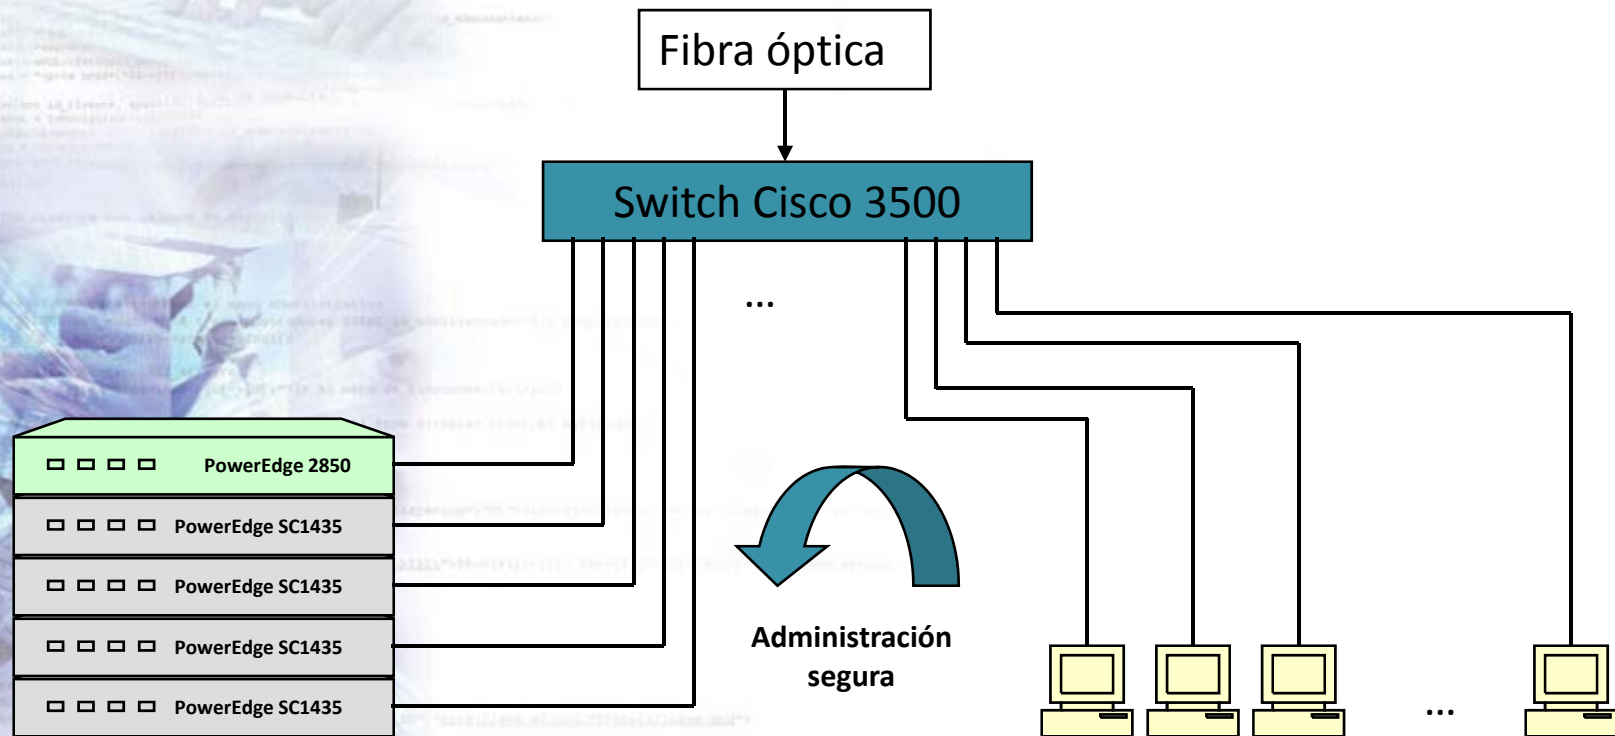 Fibra óptica
Switch Cisco 3500
...
PowerEdge 2850
PowerEdge SC1435
PowerEdge SC1435
PowerEdge SC1435
PowerEdge SC1435
Administración
segura
...